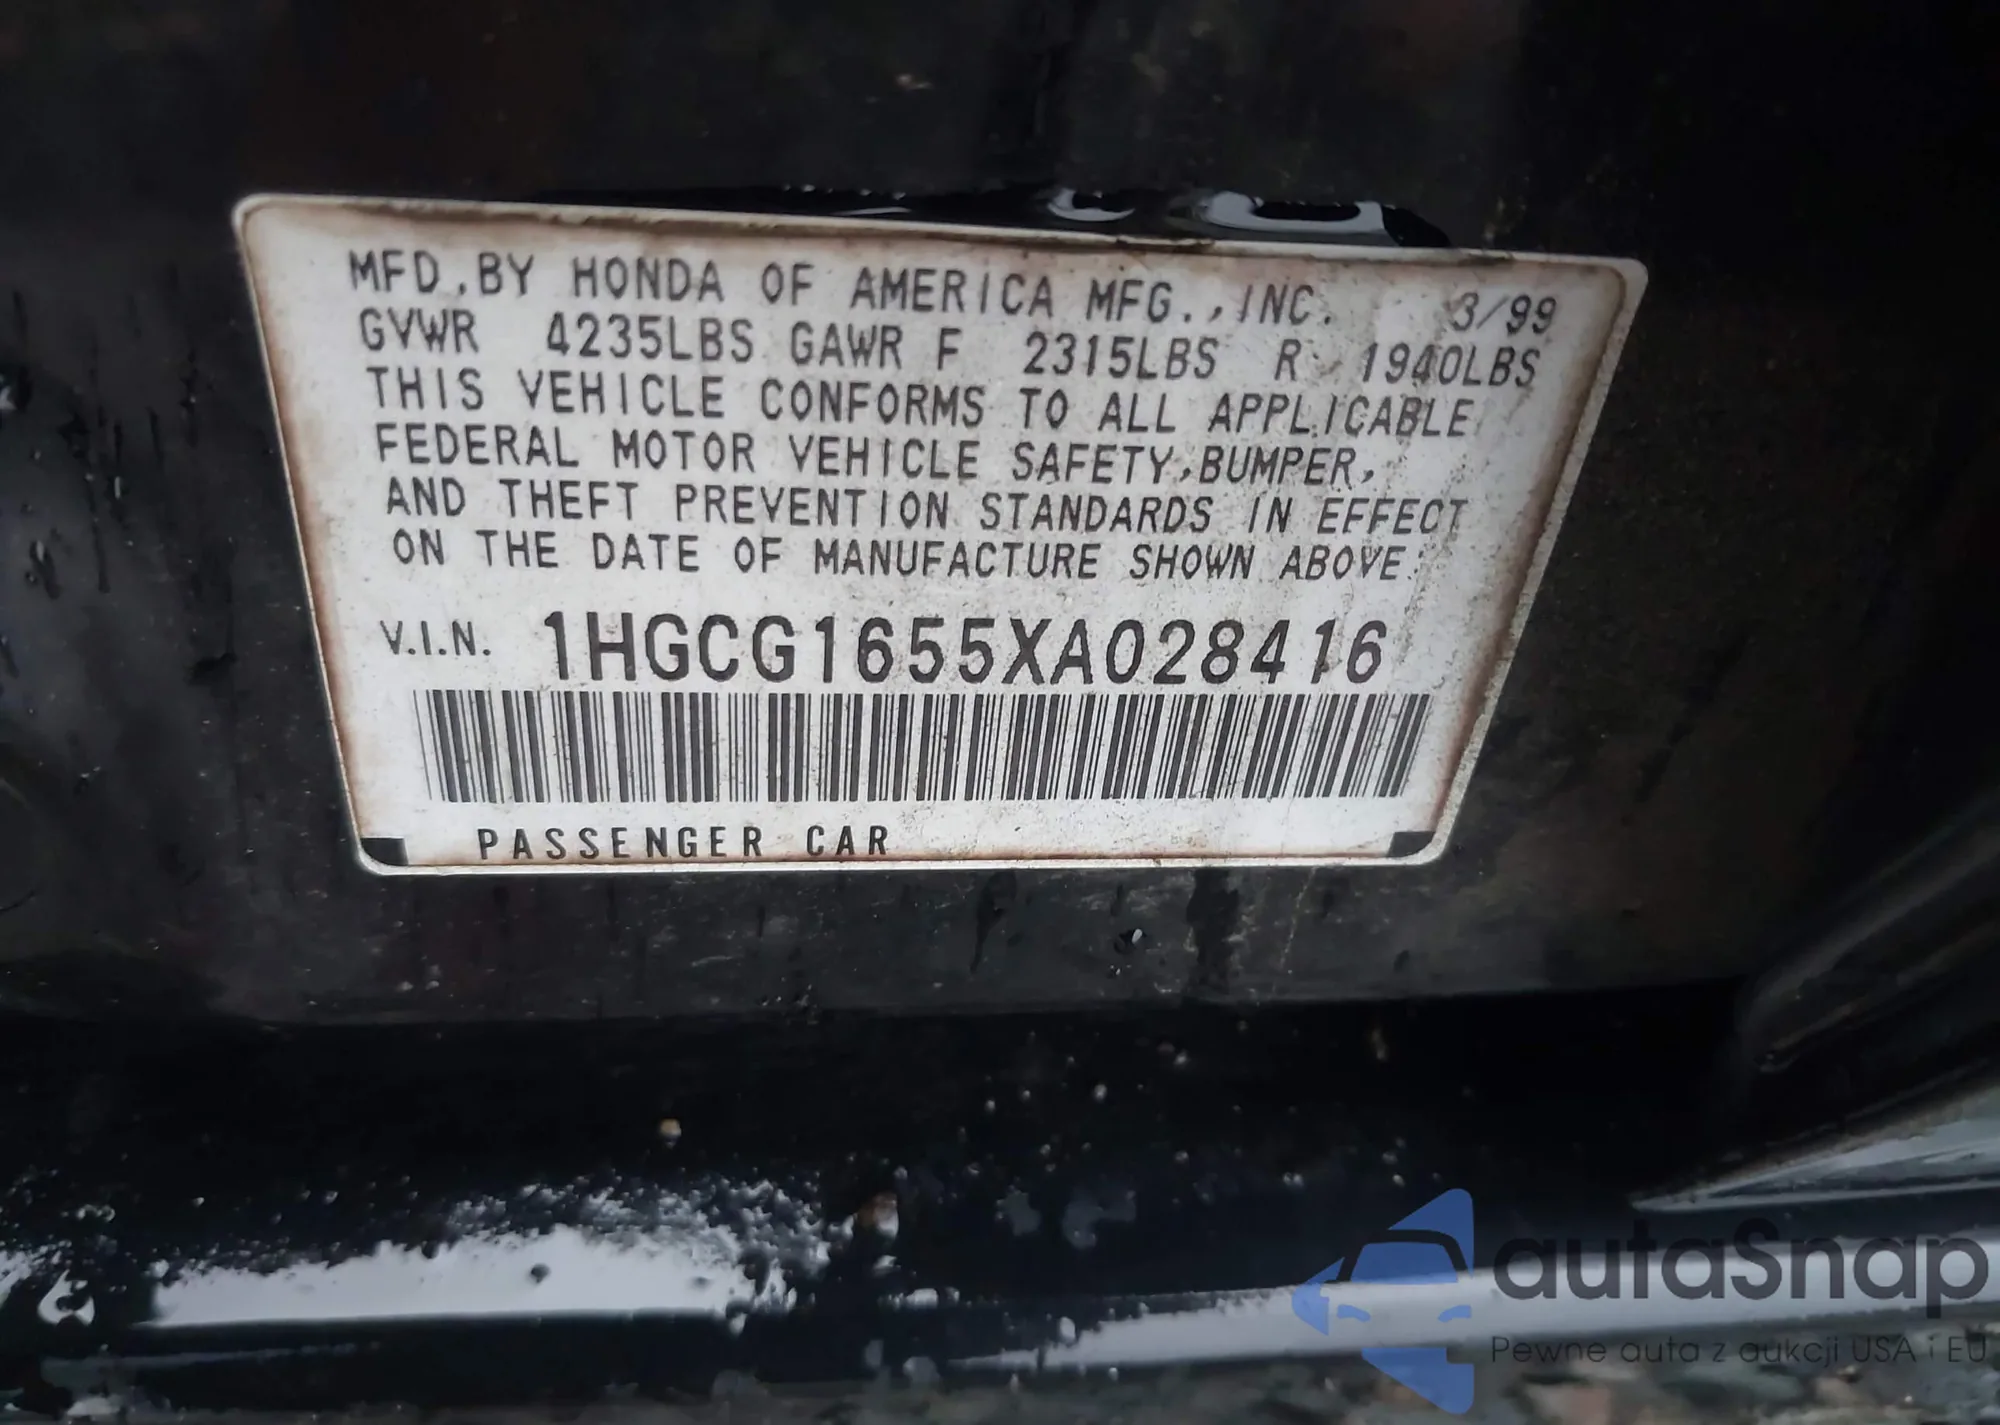 MFD. BY HONDA OF AMERICA MFG., INC. 3/99
GVWR 4235LBS GAWR F 2315LBS R 1940LBS
THIS VEHICLE CONFORMS TO ALL APPLICABLE
FEDERAL MOTOR VEHICLE SAFETY, BUMPER,
AND THEFT PREVENTION STANDARDS IN EFFECT
ON THE DATE OF MANUFACTURE SHOWN ABOVE.
V.I.N. 1HGCG1655XA028416
PASSENGER CAR
autaSnap
Pewne auta z aukcji USA i EU